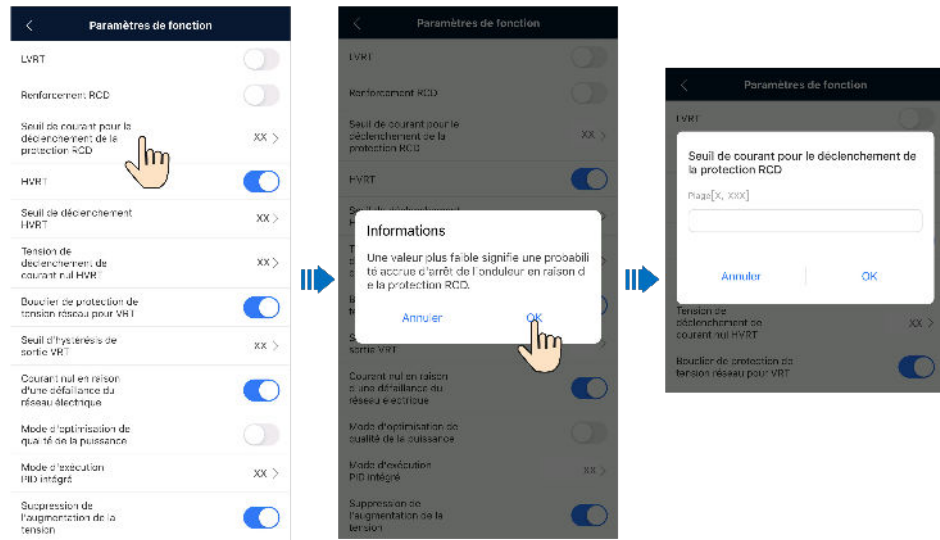 Paramètres de fonction
LVRT
Renforcement RCD
Seuil de courant pour le
déclenchement de la
protection RCD
XX
HVRT
Seuil de déclenchement
HVRT
XX
Tension de
déclenchement de
courant nul HVRT
XX
Bouclier de protection de
tension réseau pour VRT
Seuil d'hystérésis de
sortie VRT
XX
Courant nul en raison
d'une défaillance du
réseau électrique
Mode d'optimisation de
qualité de la puissance
Mode d'exécution
PID intégré
XX
Suppression de
l'augmentation de la
tension
Paramètres de fonction
LVRT
Renforcement RCD
Seuil de courant pour le
déclenchement de la
protection RCD
XX
HVRT
Informations
Une valeur plus faible signifie une probabili
té accrue d'arrêt de l'onduleur en raison d
e la protection RCD.
Annuler
OK
sortie VRT
Courant nul en raison
d'une défaillance du
réseau électrique
Mode d'optimisation de
qualité de la puissance
Mode d'exécution
PID intégré
XX
Suppression de
l'augmentation de la
tension
Paramètres de fonction
LVRT
Seuil de courant pour le déclenchement de
la protection RCD
Plage[X, XXX]
Annuler
OK
Tension de
déclenchement de
courant nul HVRT
XX
Bouclier de protection de
tension réseau pour VRT